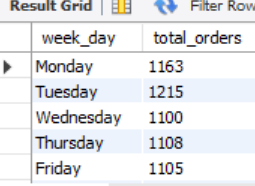 Result Grid Filter Row
week_day total_orders
Monday 1163
Tuesday 1215
Wednesday 1100
Thursday 1108
Friday 1105